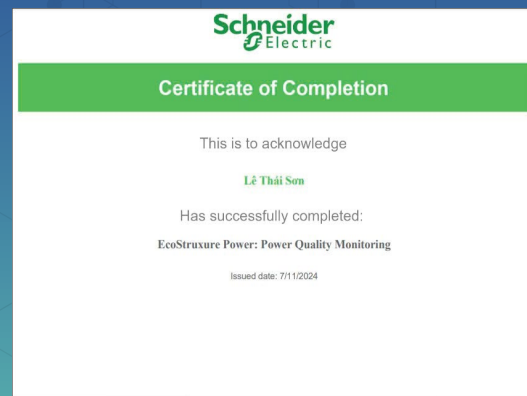 Schneider
Electric
Certificate of Completion
This is to acknowledge
Lê Thái Sơn
Has successfully completed:
EcoStruxure Power: Power Quality Monitoring
Issued date: 7/11/2024